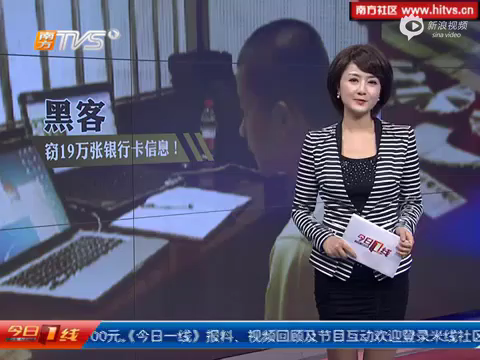 南方TVS
南方社区 www.hitvs.cn
新浪视频
sina video
黑客
窃19万张银行卡信息！
今日1线
今日1线
00元。《今日一线》报料、视频回顾及节目互动欢迎登录米线社区